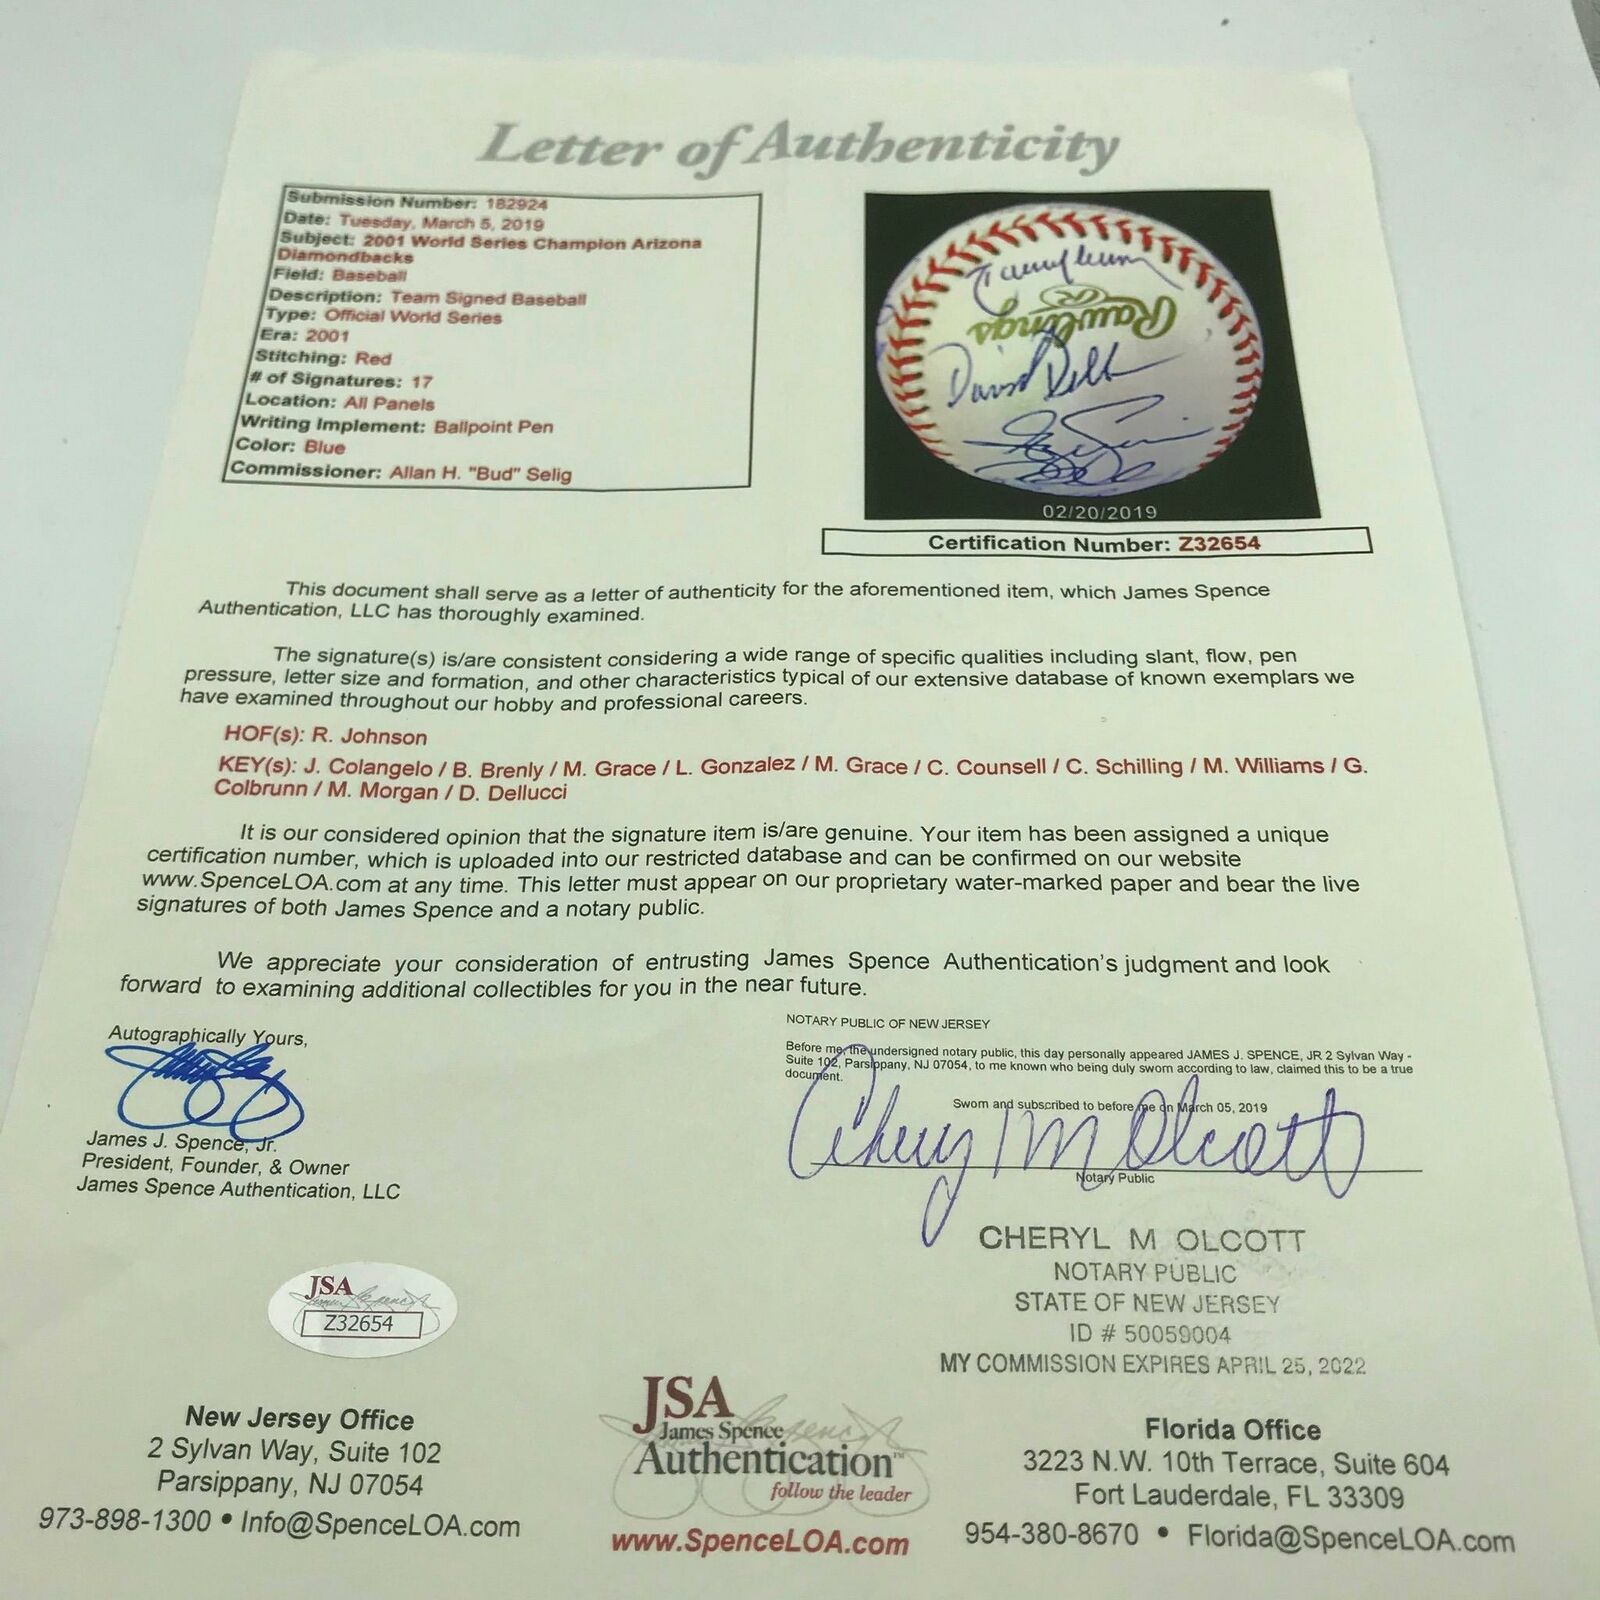 Letter of Authenticity
Submission Number: 182924
Date: Tuesday, March 5, 2019
Subject: 2001 World Series Champion Arizona
Diamondbacks
Field: Baseball
Description: Team Signed Baseball
Type: Official World Series
Era: 2001
Stitching: Red
# of Signatures: 17
Location: All Panels
Writing Implement: Ballpoint Pen
Color: Blue
Commissioner: Allan H. "Bud" Selig
Rawlings
David Dell
02/20/2019
Certification Number: Z32654
This document shall serve as a letter of authenticity for the aforementioned item, which James Spence
Authentication, LLC has thoroughly examined.
The signature(s) is/are consistent considering a wide range of specific qualities including slant, flow, pen
pressure, letter size and formation, and other characteristics typical of our extensive database of known exemplars we
have examined throughout our hobby and professional careers.
HOF(s): R. Johnson
KEY(s): J. Colangelo / B. Brenly / M. Grace / L. Gonzalez / M. Grace / C. Counsell / C. Schilling / M. Williams / G.
Colbrunn / M. Morgan / D. Dellucci
It is our considered opinion that the signature item is/are genuine. Your item has been assigned a unique
certification number, which is uploaded into our restricted database and can be confirmed on our website
www.SpenceLOA.com at any time. This letter must appear on our proprietary water-marked paper and bear the live
signatures of both James Spence and a notary public.
We appreciate your consideration of entrusting James Spence Authentication's judgment and look
forward to examining additional collectibles for you in the near future.
Autographically Yours,
James J. Spence, Jr.
President, Founder, & Owner
James Spence Authentication, LLC
NOTARY PUBLIC OF NEW JERSEY
Before me, the undersigned notary public, this day personally appeared JAMES J. SPENCE, JR 2 Sylvan Way -
Suite 102, Parsippany, NJ 07054, to me known who being duly sworn according to law, claimed this to be a true
document.
Sworn and subscribed to before me on March 05, 2019
Cheryl M Olcott
Notary Public
CHERYL M OLCOTT
NOTARY PUBLIC
STATE OF NEW JERSEY
ID # 50059004
MY COMMISSION EXPIRES APRIL 25, 2022
JSA
James Spence
Z32654
New Jersey Office
2 Sylvan Way, Suite 102
Parsippany, NJ 07054
973-898-1300 • Info@SpenceLOA.com
JSA
James Spence
Authentication™
follow the leader
www.SpenceLOA.com
Florida Office
3223 N.W. 10th Terrace, Suite 604
Fort Lauderdale, FL 33309
954-380-8670 • Florida@SpenceLOA.com